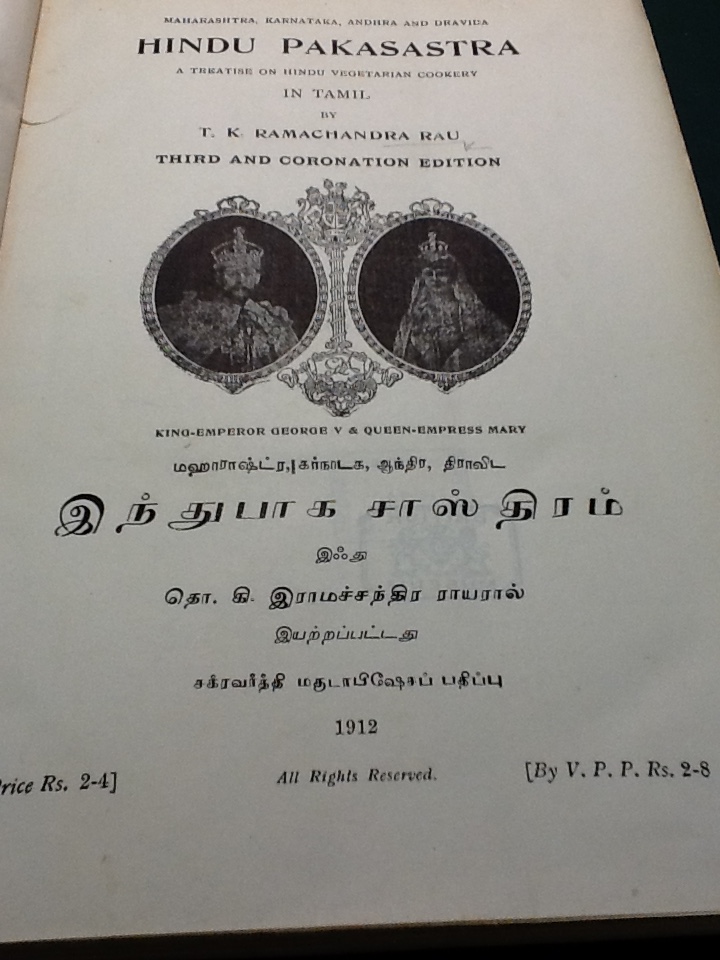 MAHARASHTRA, KARNATAKA, ANDHRA AND DRAVIDA
HINDU PAKASASTRA
A TREATISE ON HINDU VEGETARIAN COOKERY
IN TAMIL
BY
T. K. RAMACHANDRA RAU
THIRD AND CORONATION EDITION
KING-EMPEROR GEORGE V & QUEEN-EMPRESS MARY
மஹாராஷ்ட்ர, கர்நாடக, ஆந்திர, திராவிட
இந்துபாக சாஸ்திரம்
இஃது
தொ. கி. இராமச்சந்திர ராயரால்
இயற்றப்பட்டது
சக்ரவர்த்தி மகுடாபிஷேகப் பதிப்பு
1912
Price Rs. 2-4]
All Rights Reserved.
[By V. P. P. Rs. 2-8